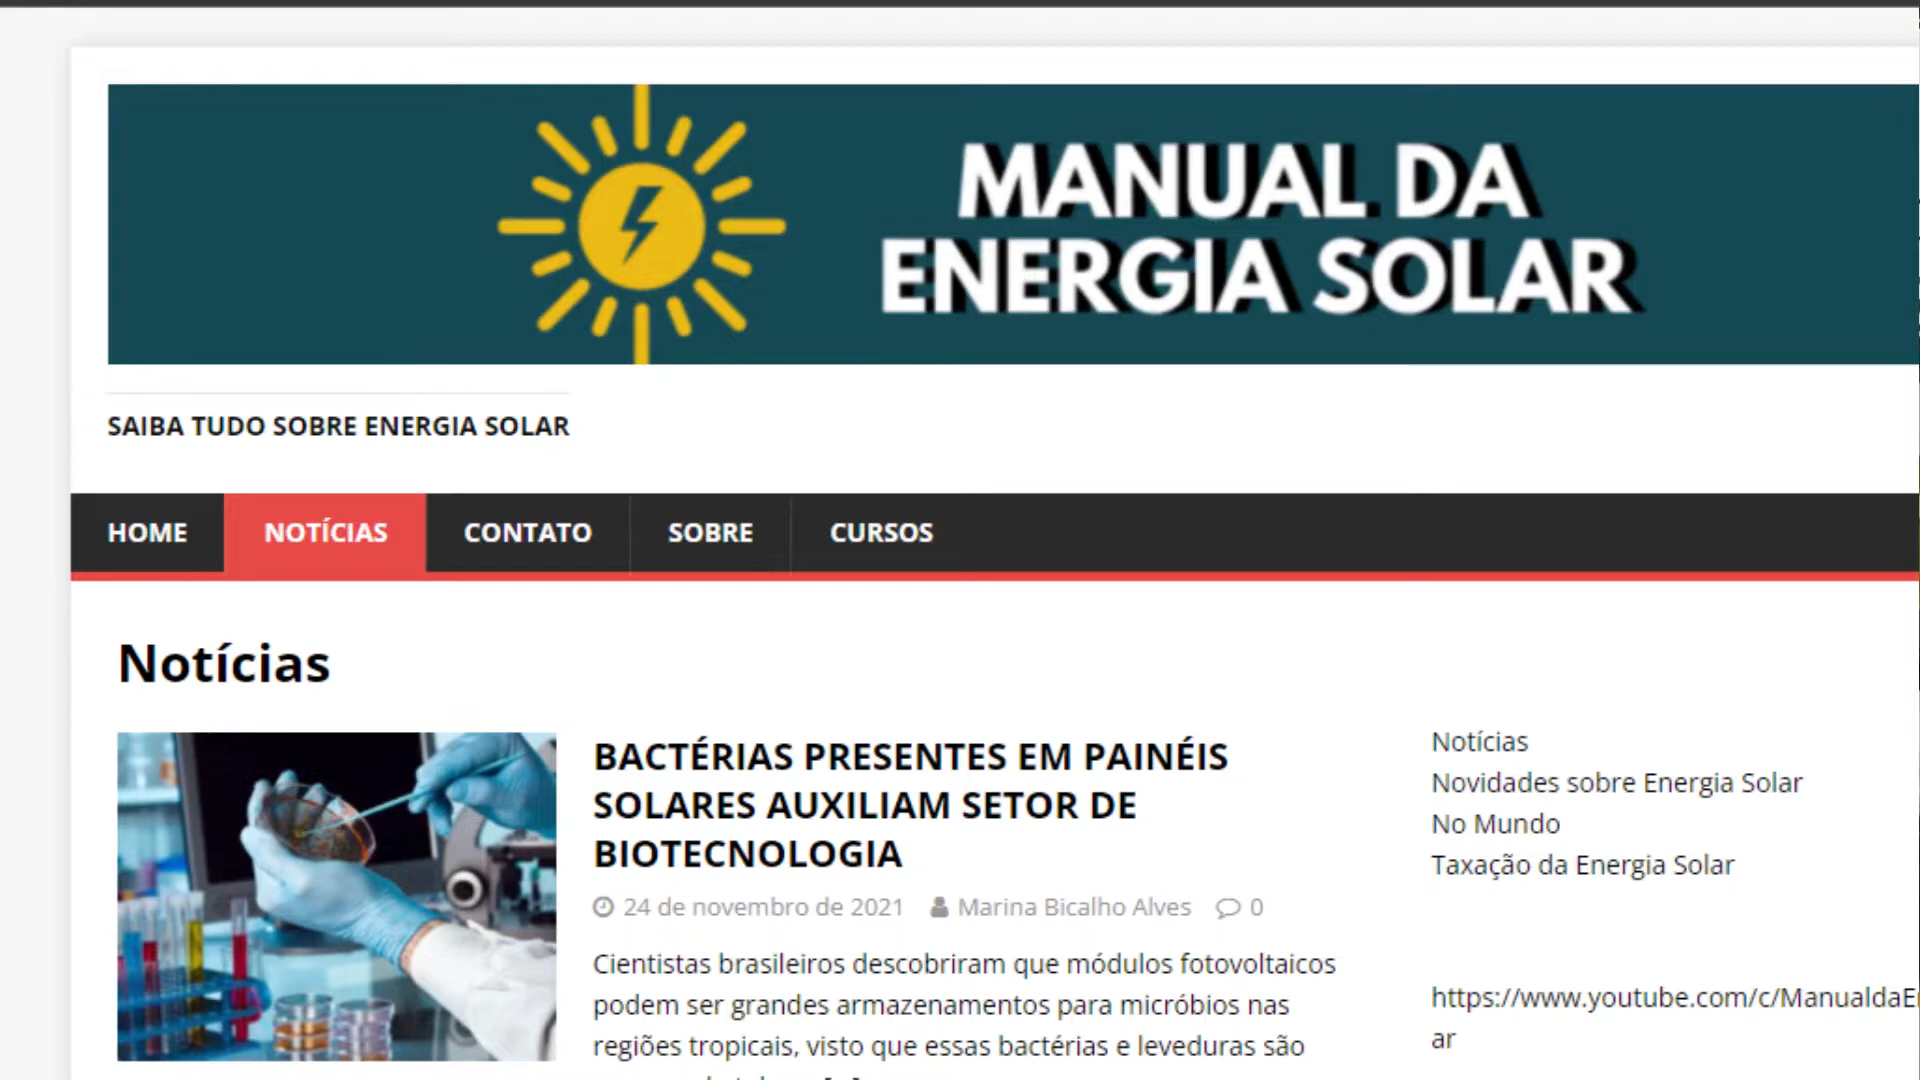 MANUAL DA
ENERGIA SOLAR
SAIBA TUDO SOBRE ENERGIA SOLAR
HOME
NOTÍCIAS
CONTATO
SOBRE
CURSOS
Notícias
BACTÉRIAS PRESENTES EM PAINÉIS
SOLARES AUXILIAM SETOR DE
BIOTECNOLOGIA
24 de novembro de 2021 Marina Bicalho Alves 0
Cientistas brasileiros descobriram que módulos fotovoltaicos
podem ser grandes armazenamentos para micróbios nas
regiões tropicais, visto que essas bactérias e leveduras são
Notícias
Novidades sobre Energia Solar
No Mundo
Taxação da Energia Solar
https://www.youtube.com/c/ManualdaE
ar